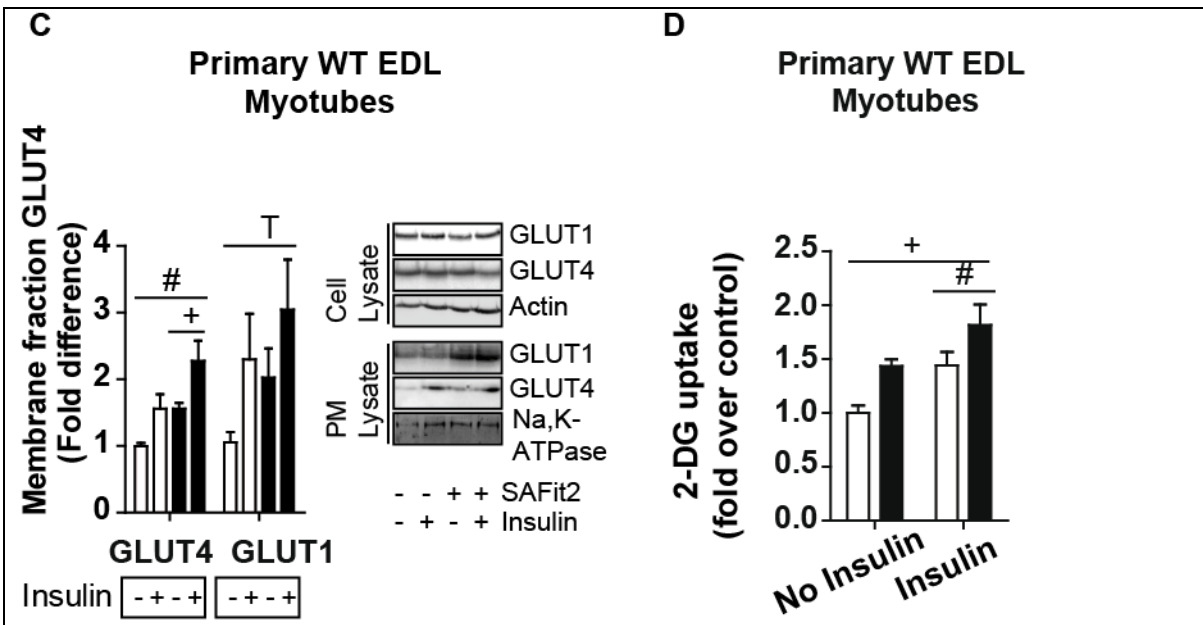 C
Primary WT EDL
Myotubes
Membrane fraction GLUT4
(Fold difference)
4
3
2
1
0
#
+
T
GLUT4 GLUT1
Insulin - + - + - + - +
Cell
Lysate
GLUT1
GLUT4
Actin
PM
Lysate
GLUT1
GLUT4
Na,K-
ATPase
- - + + SAFit2
- + - + Insulin
D
Primary WT EDL
Myotubes
2-DG uptake
(fold over control)
2.5
2.0
1.5
1.0
0.5
0.0
+
#
No Insulin
Insulin